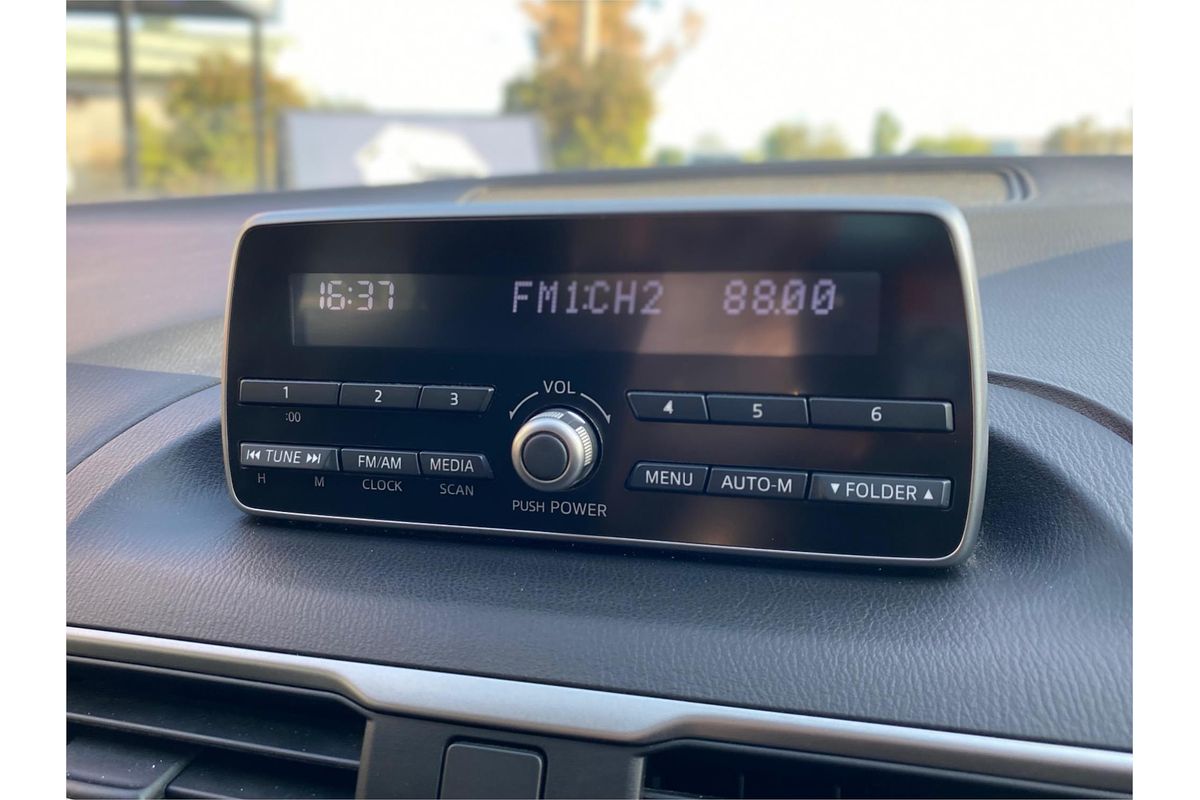 16:37 FM1:CH2 88.00
1 2 3 VOL 4 5 6
:00
⏮ TUNE ⏭ FM/AM MEDIA MENU AUTO-M ▼ FOLDER ▲
H M CLOCK SCAN
PUSH POWER